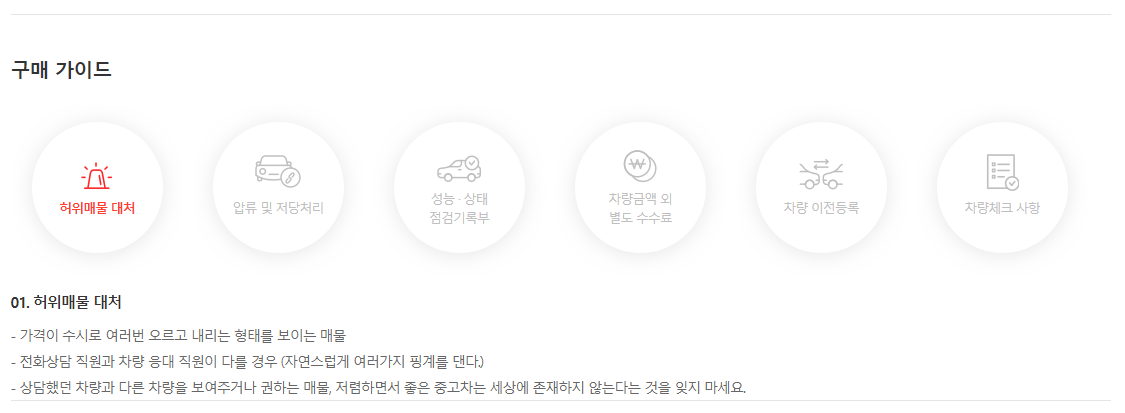 구매 가이드
허위매물 대처
압류 및 저당처리
성능 · 상태
점검기록부
차량금액 외
별도 수수료
차량 이전등록
차량체크 사항
01. 허위매물 대처
- 가격이 수시로 여러번 오르고 내리는 형태를 보이는 매물
- 전화상담 직원과 차량 응대 직원이 다를 경우 (자연스럽게 여러가지 핑계를 댄다.)
- 상담했던 차량과 다른 차량을 보여주거나 권하는 매물, 저렴하면서 좋은 중고차는 세상에 존재하지 않는다는 것을 잊지 마세요.